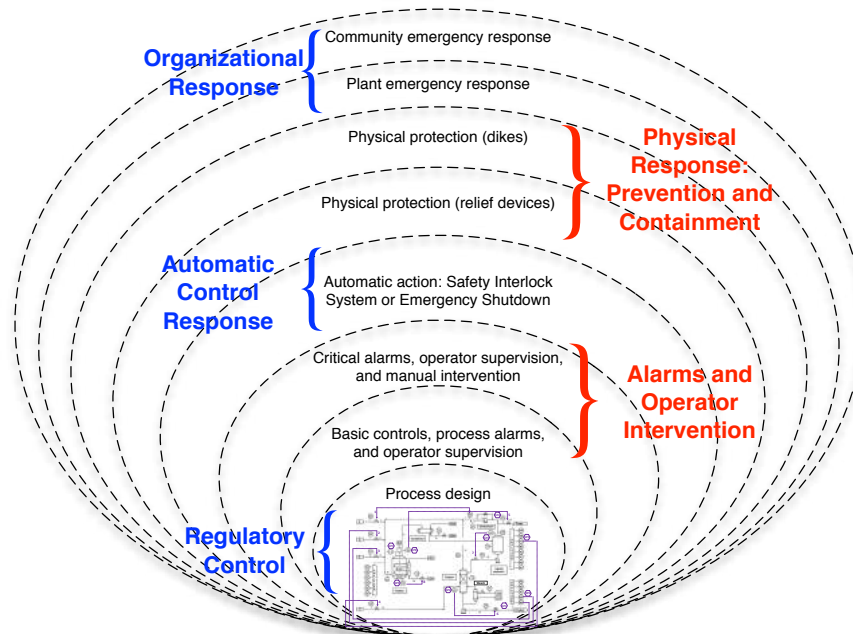 Community emergency response
Organizational
Response
Plant emergency response
Physical protection (dikes)
Physical
Response:
Prevention and
Containment
Physical protection (relief devices)
Automatic
Control
Response
Automatic action: Safety Interlock
System or Emergency Shutdown
Critical alarms, operator supervision,
and manual intervention
Alarms and
Operator
Intervention
Basic controls, process alarms,
and operator supervision
Process design
Regulatory
Control